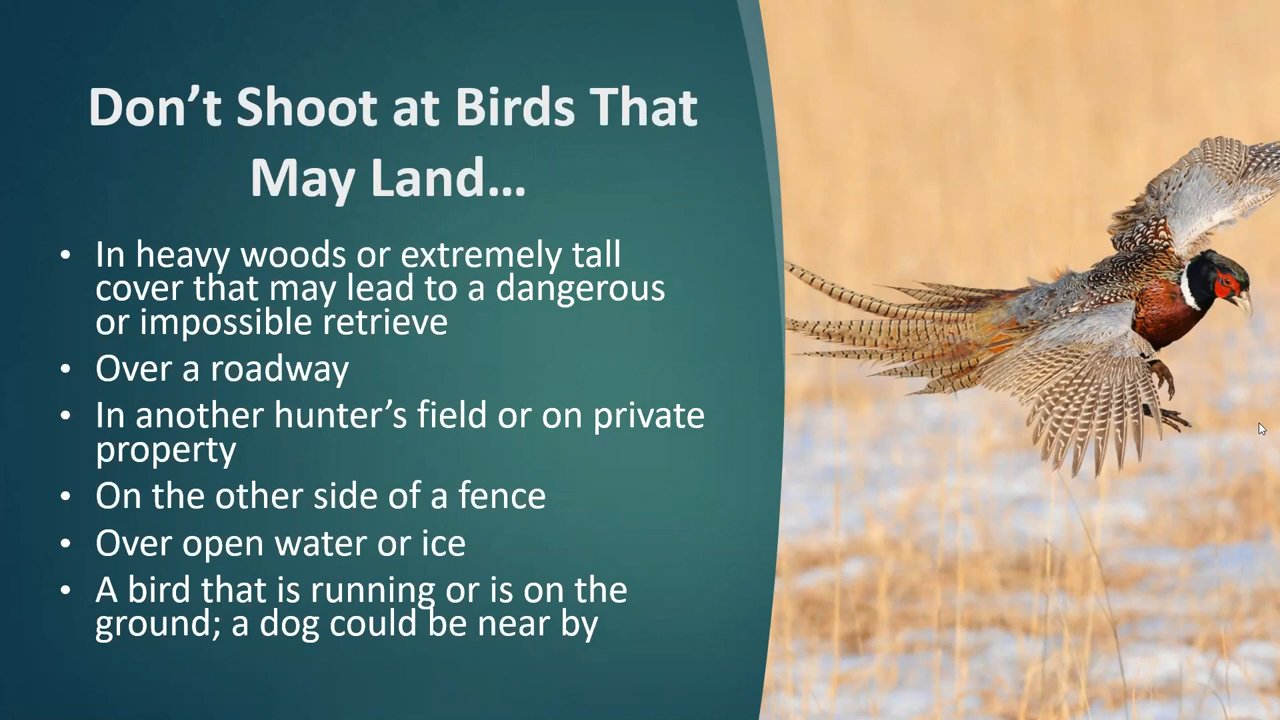 Don’t Shoot at Birds That
May Land…
• In heavy woods or extremely tall
cover that may lead to a dangerous
or impossible retrieve
• Over a roadway
• In another hunter’s field or on private
property
• On the other side of a fence
• Over open water or ice
• A bird that is running or is on the
ground; a dog could be near by